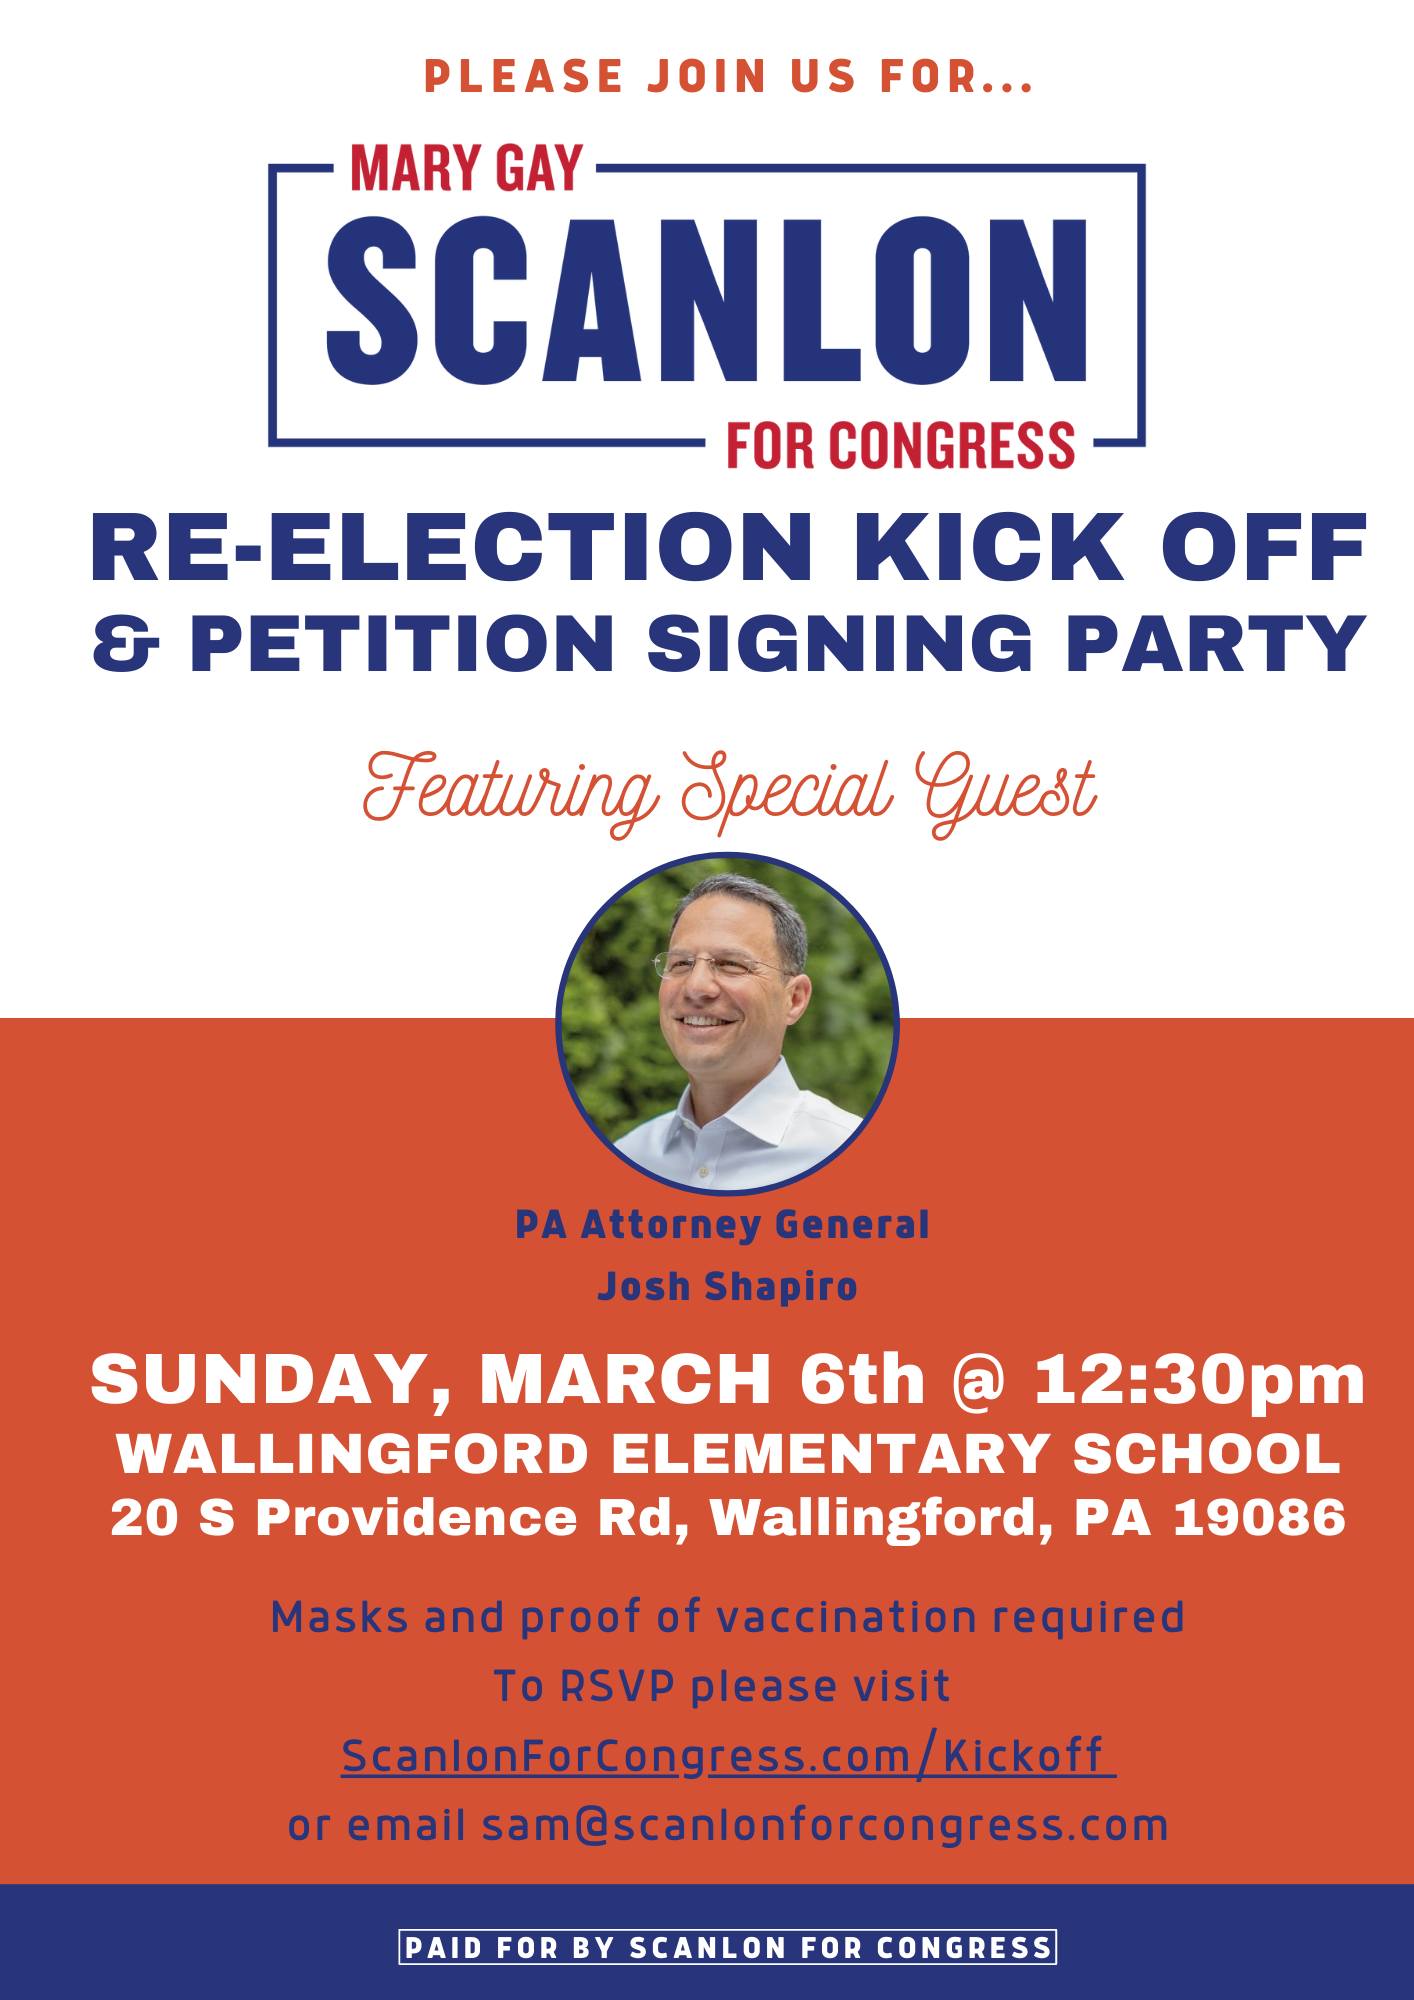 PLEASE JOIN US FOR...
MARY GAY
SCANLON
FOR CONGRESS
RE-ELECTION KICK OFF
& PETITION SIGNING PARTY
Featuring Special Guest
PA Attorney General
Josh Shapiro
SUNDAY, MARCH 6th @ 12:30pm
WALLINGFORD ELEMENTARY SCHOOL
20 S Providence Rd, Wallingford, PA 19086
Masks and proof of vaccination required
To RSVP please visit
ScanlonForCongress.com/Kickoff
or email sam@scanlonforcongress.com
PAID FOR BY SCANLON FOR CONGRESS